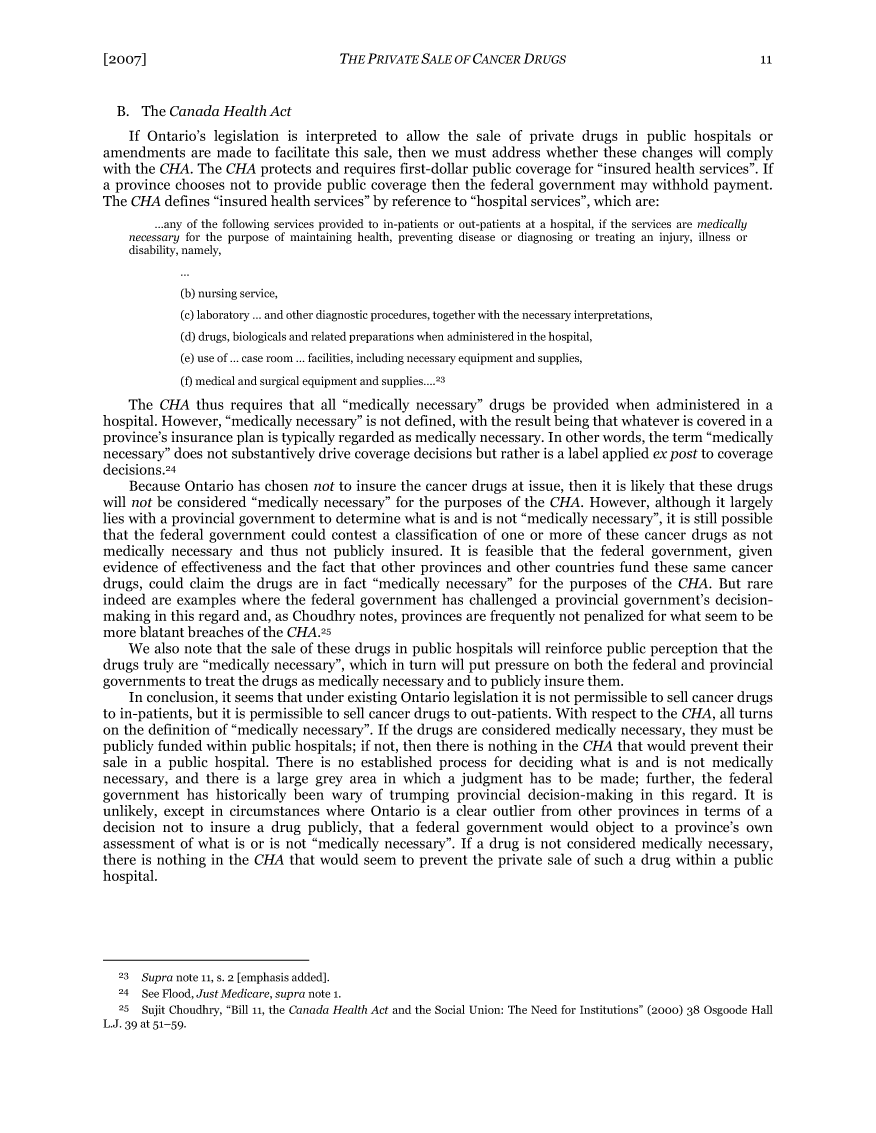 [2007] THE PRIVATE SALE OF CANCER DRUGS 11
B. The Canada Health Act
If Ontario’s legislation is interpreted to allow the sale of private drugs in public hospitals or
amendments are made to facilitate this sale, then we must address whether these changes will comply
with the CHA. The CHA protects and requires first-dollar public coverage for “insured health services”. If
a province chooses not to provide public coverage then the federal government may withhold payment.
The CHA defines “insured health services” by reference to “hospital services”, which are:
...any of the following services provided to in-patients or out-patients at a hospital, if the services are medically
necessary for the purpose of maintaining health, preventing disease or diagnosing or treating an injury, illness or
disability, namely,
...
(b) nursing service,
(c) laboratory ... and other diagnostic procedures, together with the necessary interpretations,
(d) drugs, biologicals and related preparations when administered in the hospital,
(e) use of ... case room ... facilities, including necessary equipment and supplies,
(f) medical and surgical equipment and supplies....23
The CHA thus requires that all “medically necessary” drugs be provided when administered in a
hospital. However, “medically necessary” is not defined, with the result being that whatever is covered in a
province’s insurance plan is typically regarded as medically necessary. In other words, the term “medically
necessary” does not substantively drive coverage decisions but rather is a label applied ex post to coverage
decisions.24
Because Ontario has chosen not to insure the cancer drugs at issue, then it is likely that these drugs
will not be considered “medically necessary” for the purposes of the CHA. However, although it largely
lies with a provincial government to determine what is and is not “medically necessary”, it is still possible
that the federal government could contest a classification of one or more of these cancer drugs as not
medically necessary and thus not publicly insured. It is feasible that the federal government, given
evidence of effectiveness and the fact that other provinces and other countries fund these same cancer
drugs, could claim the drugs are in fact “medically necessary” for the purposes of the CHA. But rare
indeed are examples where the federal government has challenged a provincial government’s decision-
making in this regard and, as Choudhry notes, provinces are frequently not penalized for what seem to be
more blatant breaches of the CHA.25
We also note that the sale of these drugs in public hospitals will reinforce public perception that the
drugs truly are “medically necessary”, which in turn will put pressure on both the federal and provincial
governments to treat the drugs as medically necessary and to publicly insure them.
In conclusion, it seems that under existing Ontario legislation it is not permissible to sell cancer drugs
to in-patients, but it is permissible to sell cancer drugs to out-patients. With respect to the CHA, all turns
on the definition of “medically necessary”. If the drugs are considered medically necessary, they must be
publicly funded within public hospitals; if not, then there is nothing in the CHA that would prevent their
sale in a public hospital. There is no established process for deciding what is and is not medically
necessary, and there is a large grey area in which a judgment has to be made; further, the federal
government has historically been wary of trumping provincial decision-making in this regard. It is
unlikely, except in circumstances where Ontario is a clear outlier from other provinces in terms of a
decision not to insure a drug publicly, that a federal government would object to a province’s own
assessment of what is or is not “medically necessary”. If a drug is not considered medically necessary,
there is nothing in the CHA that would seem to prevent the private sale of such a drug within a public
hospital.
23 Supra note 11, s. 2 [emphasis added].
24 See Flood, Just Medicare, supra note 1.
25 Sujit Choudhry, “Bill 11, the Canada Health Act and the Social Union: The Need for Institutions” (2000) 38 Osgoode Hall
L.J. 39 at 51–59.